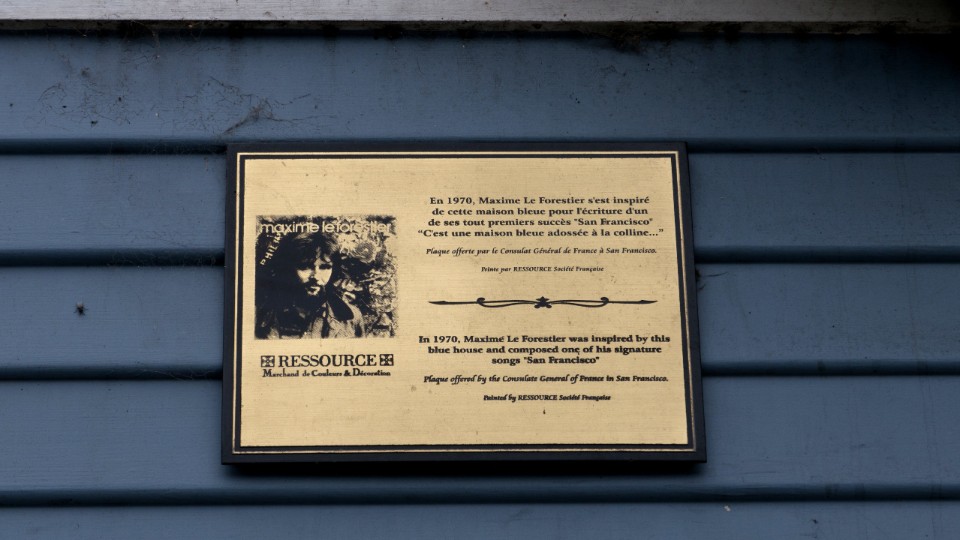 maxime le forestier
RESSOURCE
Marchand de Couleurs & Décoration
En 1970, Maxime Le Forestier s'est inspiré
de cette maison bleue pour l'écriture d'un
de ses tout premiers succès "San Francisco"
"C'est une maison bleue adossée à la colline..."
Plaque offerte par le Consulat Général de France à San Francisco.
Peinte par RESSOURCE Société Française
In 1970, Maxime Le Forestier was inspired by this
blue house and composed one of his signature
songs "San Francisco"
Plaque offered by the Consulate General of France in San Francisco.
Painted by RESSOURCE Société Française